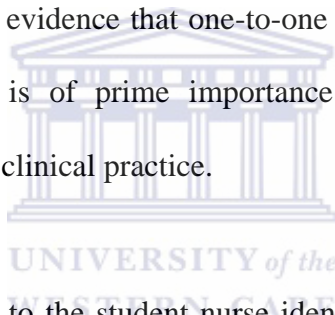 evidence that one-to-one
is of prime importance
clinical practice.
UNIVERSITY of the
to the student nurse iden